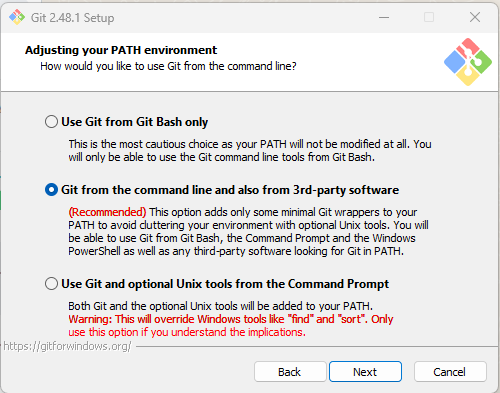 Git 2.48.1 Setup
Adjusting your PATH environment
How would you like to use Git from the command line?
Use Git from Git Bash only
This is the most cautious choice as your PATH will not be modified at all. You
will only be able to use the Git command line tools from Git Bash.
Git from the command line and also from 3rd-party software
(Recommended) This option adds only some minimal Git wrappers to your
PATH to avoid cluttering your environment with optional Unix tools. You will
be able to use Git from Git Bash, the Command Prompt and the Windows
PowerShell as well as any third-party software looking for Git in PATH.
Use Git and optional Unix tools from the Command Prompt
Both Git and the optional Unix tools will be added to your PATH.
Warning: This will override Windows tools like "find" and "sort". Only
use this option if you understand the implications.
https://gitforwindows.org/
Back
Next
Cancel